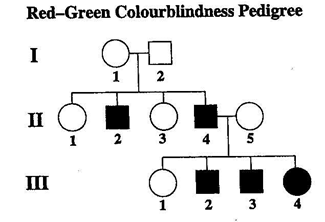 Red–Green Colourblindness Pedigree
I
1 2
II
1 2 3 4 5
III
1 2 3 4